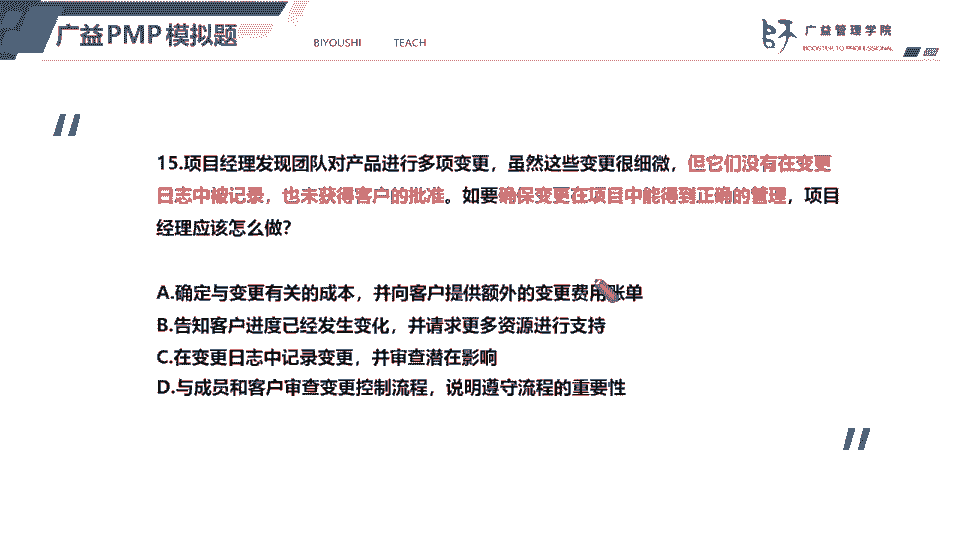 广益PMP模拟题
BIYOUSHI TEACH
广益管理学院
BOOSTER TO PROFESSIONAL
15.项目经理发现团队对产品进行多项变更，虽然这些变更很细微，但它们没有在变更
日志中被记录，也未获得客户的批准。如要确保变更在项目中能得到正确的管理，项目
经理应该怎么做？
A.确定与变更有关的成本，并向客户提供额外的变更费用账单
B.告知客户进度已经发生变化，并请求更多资源进行支持
C.在变更日志中记录变更，并审查潜在影响
D.与成员和客户审查变更控制流程，说明遵守流程的重要性